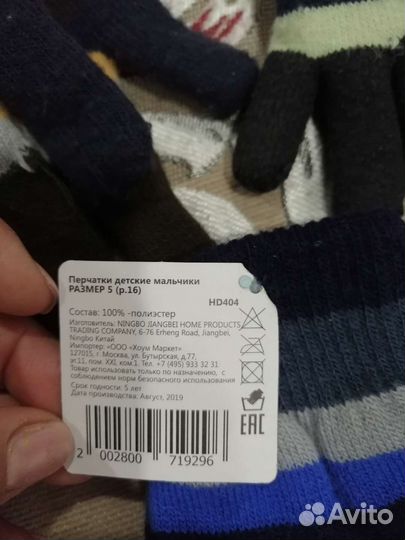 Перчатки детские мальчики
РАЗМЕР 5 (р.16)
HD404
Состав: 100% -полиэстер
Изготовитель: NINGBO JIANGBEI HOME PRODUCTS
TRADING COMPANY, 6-76 Erheng Road, Jiangbei,
Ningbo Китай
Импортер: «ООО «Хоум Маркет»
127015, г. Москва, ул. Бутырская, д.77,
эт.11, пом. XXI, ком.1. Тел. +7 (495) 933 32 31
Товар использовать только по назначению, с
соблюдением норм безопасного использования
Срок годности: 5 лет
Дата производства: Август, 2019
EAC
2 002800 719296
Avito